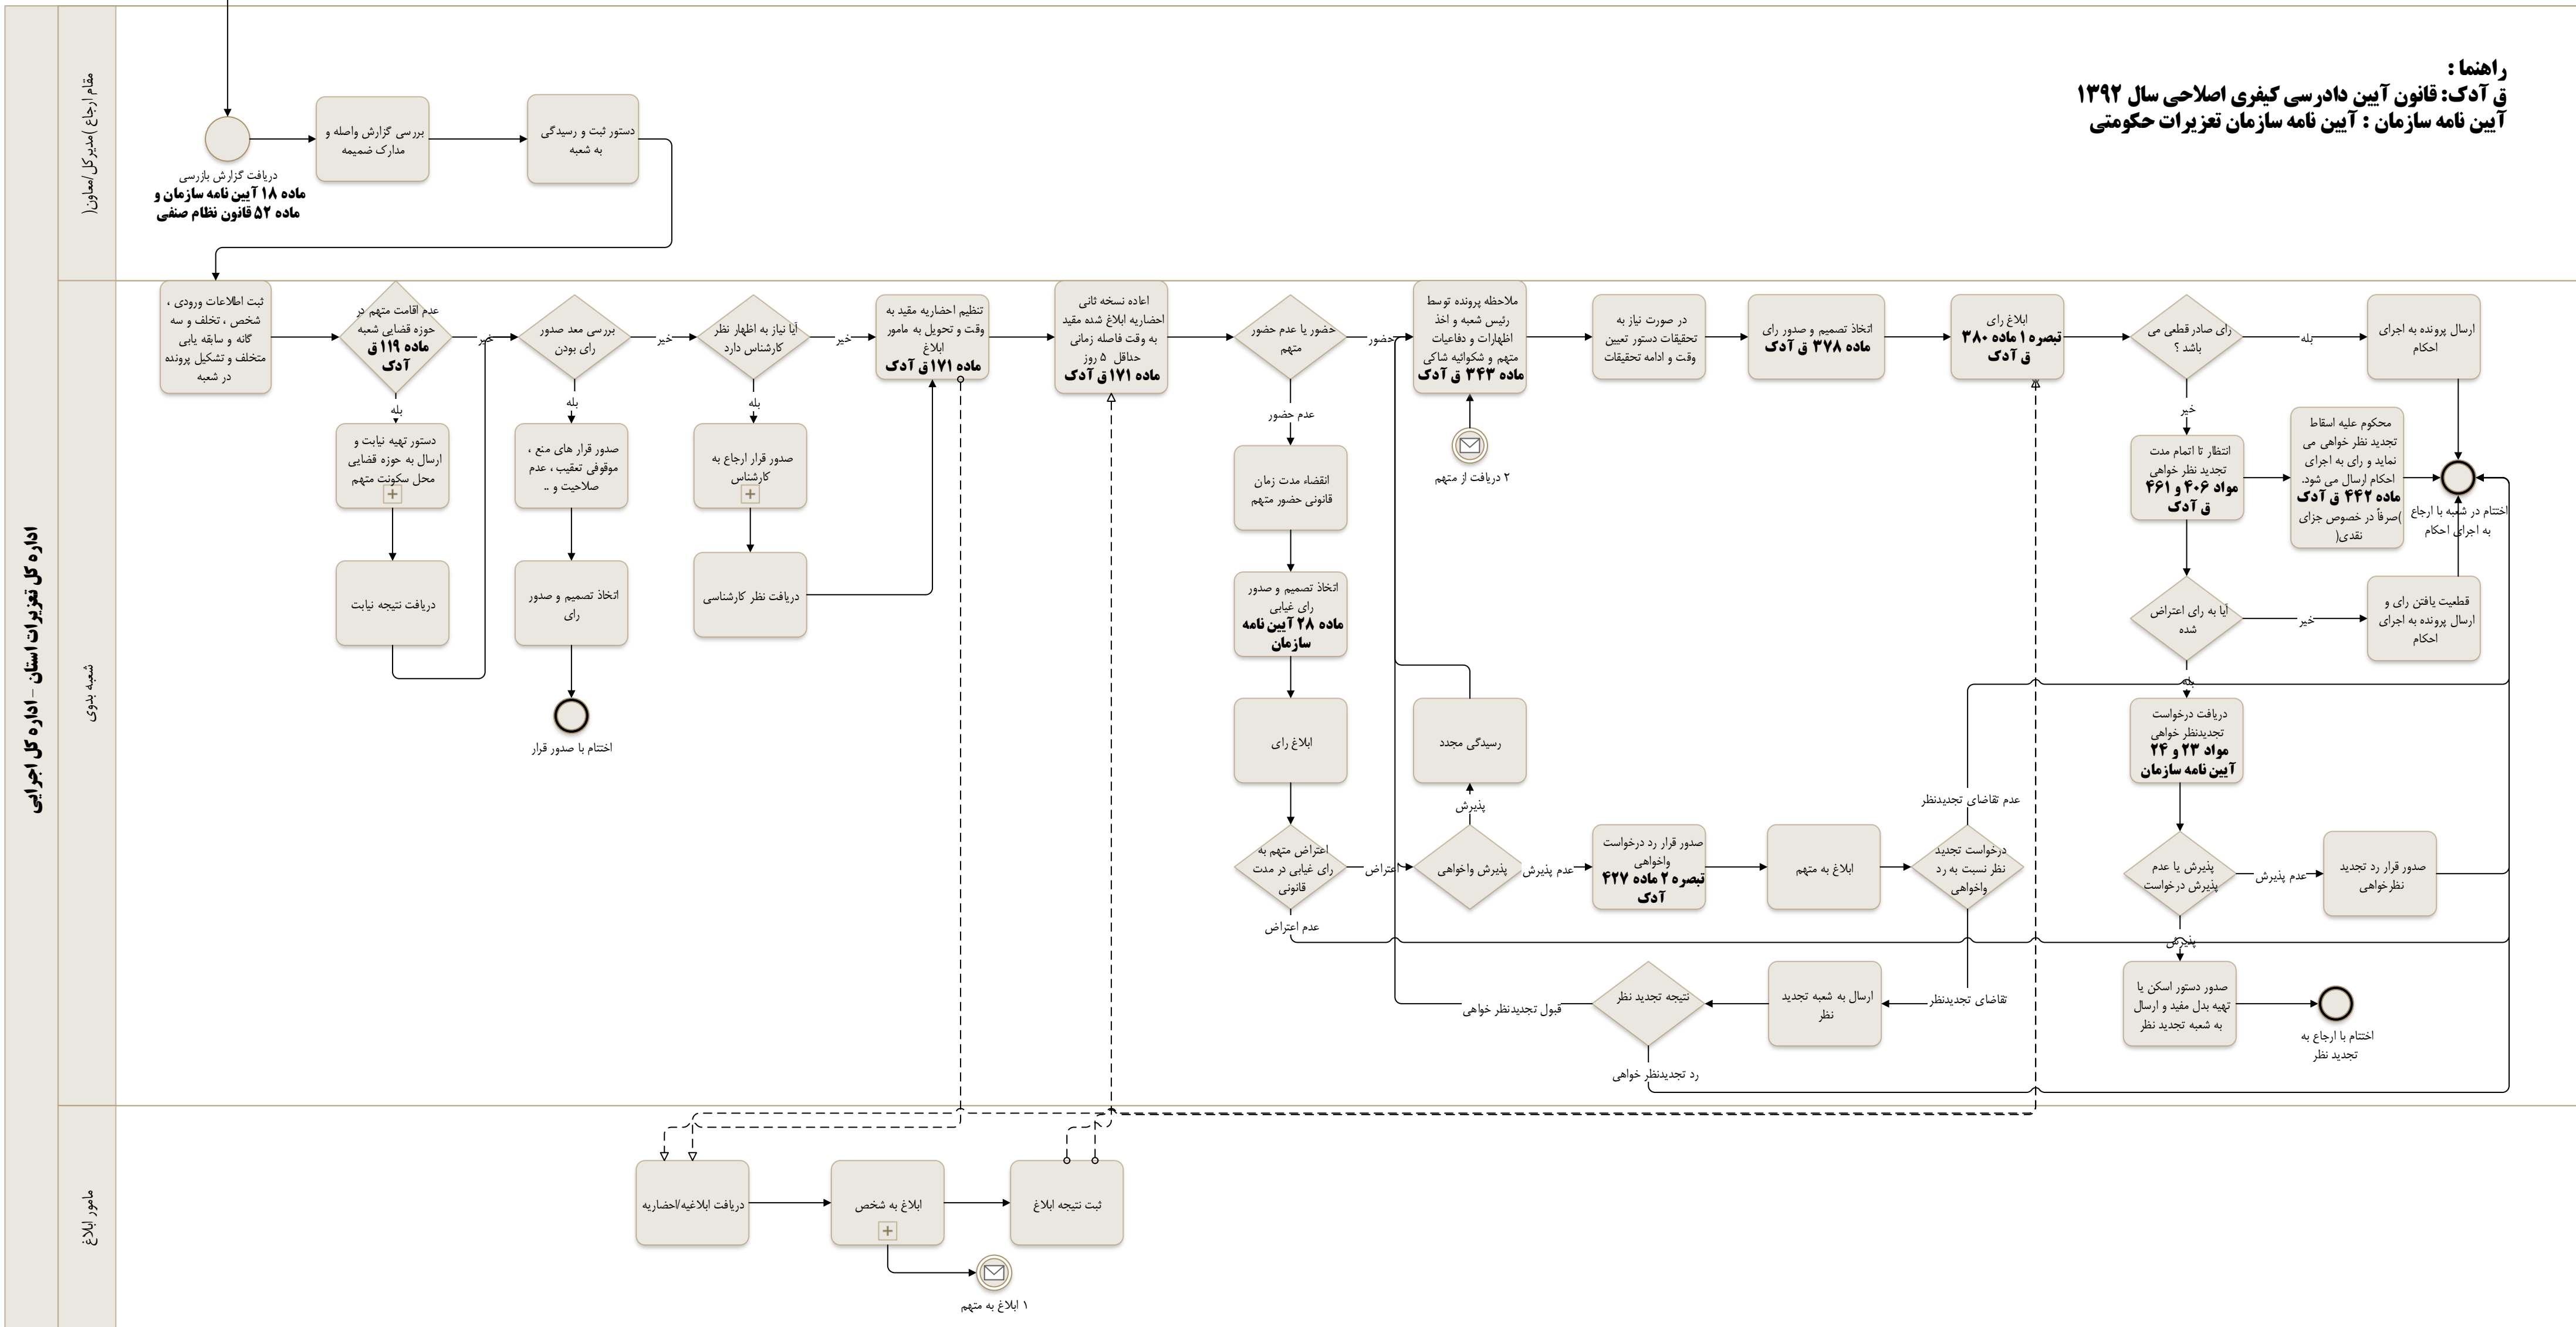 راهنما :
ق آدک: قانون آیین دادرسی کیفری اصلاحی سال ۱۳۹۲
آیین نامه سازمان : آیین نامه سازمان تعزیرات حکومتی
اداره کل تعزیرات استان – اداره کل اجرایی
مقام ارجاع )مدیرکل/معاون(
دریافت گزارش بازرسی
ماده ۱۸ آیین نامه سازمان و
ماده ۵۲ قانون نظام صنفی
بررسی گزارش واصله و
مدارک ضمیمه
دستور ثبت و رسیدگی
به شعبه
شعبه بدوی
ثبت اطلاعات ورودی ،
شخص ، تخلف و سه
گانه و سابقه یابی
متخلف و تشکیل پرونده
در شعبه
عدم اقامت متهم در
حوزه قضایی شعبه
ماده ۱۱۹ ق
آدک
خیر
بررسی معد صدور
رای بودن
خیر
آیا نیاز به اظهار نظر
کارشناس دارد
خیر
تنظیم احضاریه مقید به
وقت و تحویل به مامور
ابلاغ
ماده ۱۷۱ ق آدک
اعاده نسخه ثانی
احضاریه ابلاغ شده مقید
به وقت فاصله زمانی
حداقل ۵ روز
ماده ۱۷۱ ق آدک
حضور یا عدم حضور
متهم
حضور
ملاحظه پرونده توسط
رئیس شعبه و اخذ
اظهارات و دفاعیات
متهم و شکوائیه شاکی
ماده ۳۴۳ ق آدک
در صورت نیاز به
تحقیقات دستور تعیین
وقت و ادامه تحقیقات
اتخاذ تصمیم و صدور رای
ماده ۳۷۸ ق آدک
ابلاغ رای
تبصره ۱ ماده ۳۸۰
ق آدک
رای صادر قطعی می
باشد ؟
بله
ارسال پرونده به اجرای
احکام
بله
دستور تهیه نیابت و
ارسال به حوزه قضایی
محل سکونت متهم
دریافت نتیجه نیابت
بله
صدور قرار های منع ،
موقوفی تعقیب ، عدم
صلاحیت و ..
اتخاذ تصمیم و صدور
رای
اختتام با صدور قرار
بله
صدور قرار ارجاع به
کارشناس
دریافت نظر کارشناسی
عدم حضور
انقضاء مدت زمان
قانونی حضور متهم
اتخاذ تصمیم و صدور
رای غیابی
ماده ۲۸ آیین نامه
سازمان
ابلاغ رای
اعتراض متهم به
رای غیابی در مدت
قانونی
اعتراض
عدم اعتراض
۲ دریافت از متهم
رسیدگی مجدد
پذیرش
پذیرش واخواهی
عدم پذیرش
صدور قرار رد درخواست
واخواهی
تبصره ۲ ماده ۴۲۷
آدک
ابلاغ به متهم
عدم تقاضای تجدیدنظر
درخواست تجدید
نظر نسبت به رد
واخواهی
تقاضای تجدیدنظر
ارسال به شعبه تجدید
نظر
نتیجه تجدید نظر
قبول تجدیدنظر خواهی
رد تجدیدنظر خواهی
خیر
انتظار تا اتمام مدت
تجدید نظر خواهی
مواد ۴۰۶ و ۴۶۱
ق آدک
محکوم علیه اسقاط
تجدید نظر خواهی می
نماید و رای به اجرای
احکام ارسال می شود.
ماده ۴۴۲ ق آدک
)صرفاً در خصوص جزای
نقدی(
اختتام در شعبه با ارجاع
به اجرای احکام
آیا به رای اعتراض
شده
خیر
قطعیت یافتن رای و
ارسال پرونده به اجرای
احکام
بله
دریافت درخواست
تجدیدنظر خواهی
مواد ۲۳ و ۲۴
آیین نامه سازمان
پذیرش یا عدم
پذیرش درخواست
عدم پذیرش
صدور قرار رد تجدید
نظرخواهی
پذیرش
صدور دستور اسکن یا
تهیه بدل مفید و ارسال
به شعبه تجدید نظر
اختتام با ارجاع به
تجدید نظر
مامور ابلاغ
دریافت ابلاغیه/احضاریه
ابلاغ به شخص
ثبت نتیجه ابلاغ
۱ ابلاغ به متهم